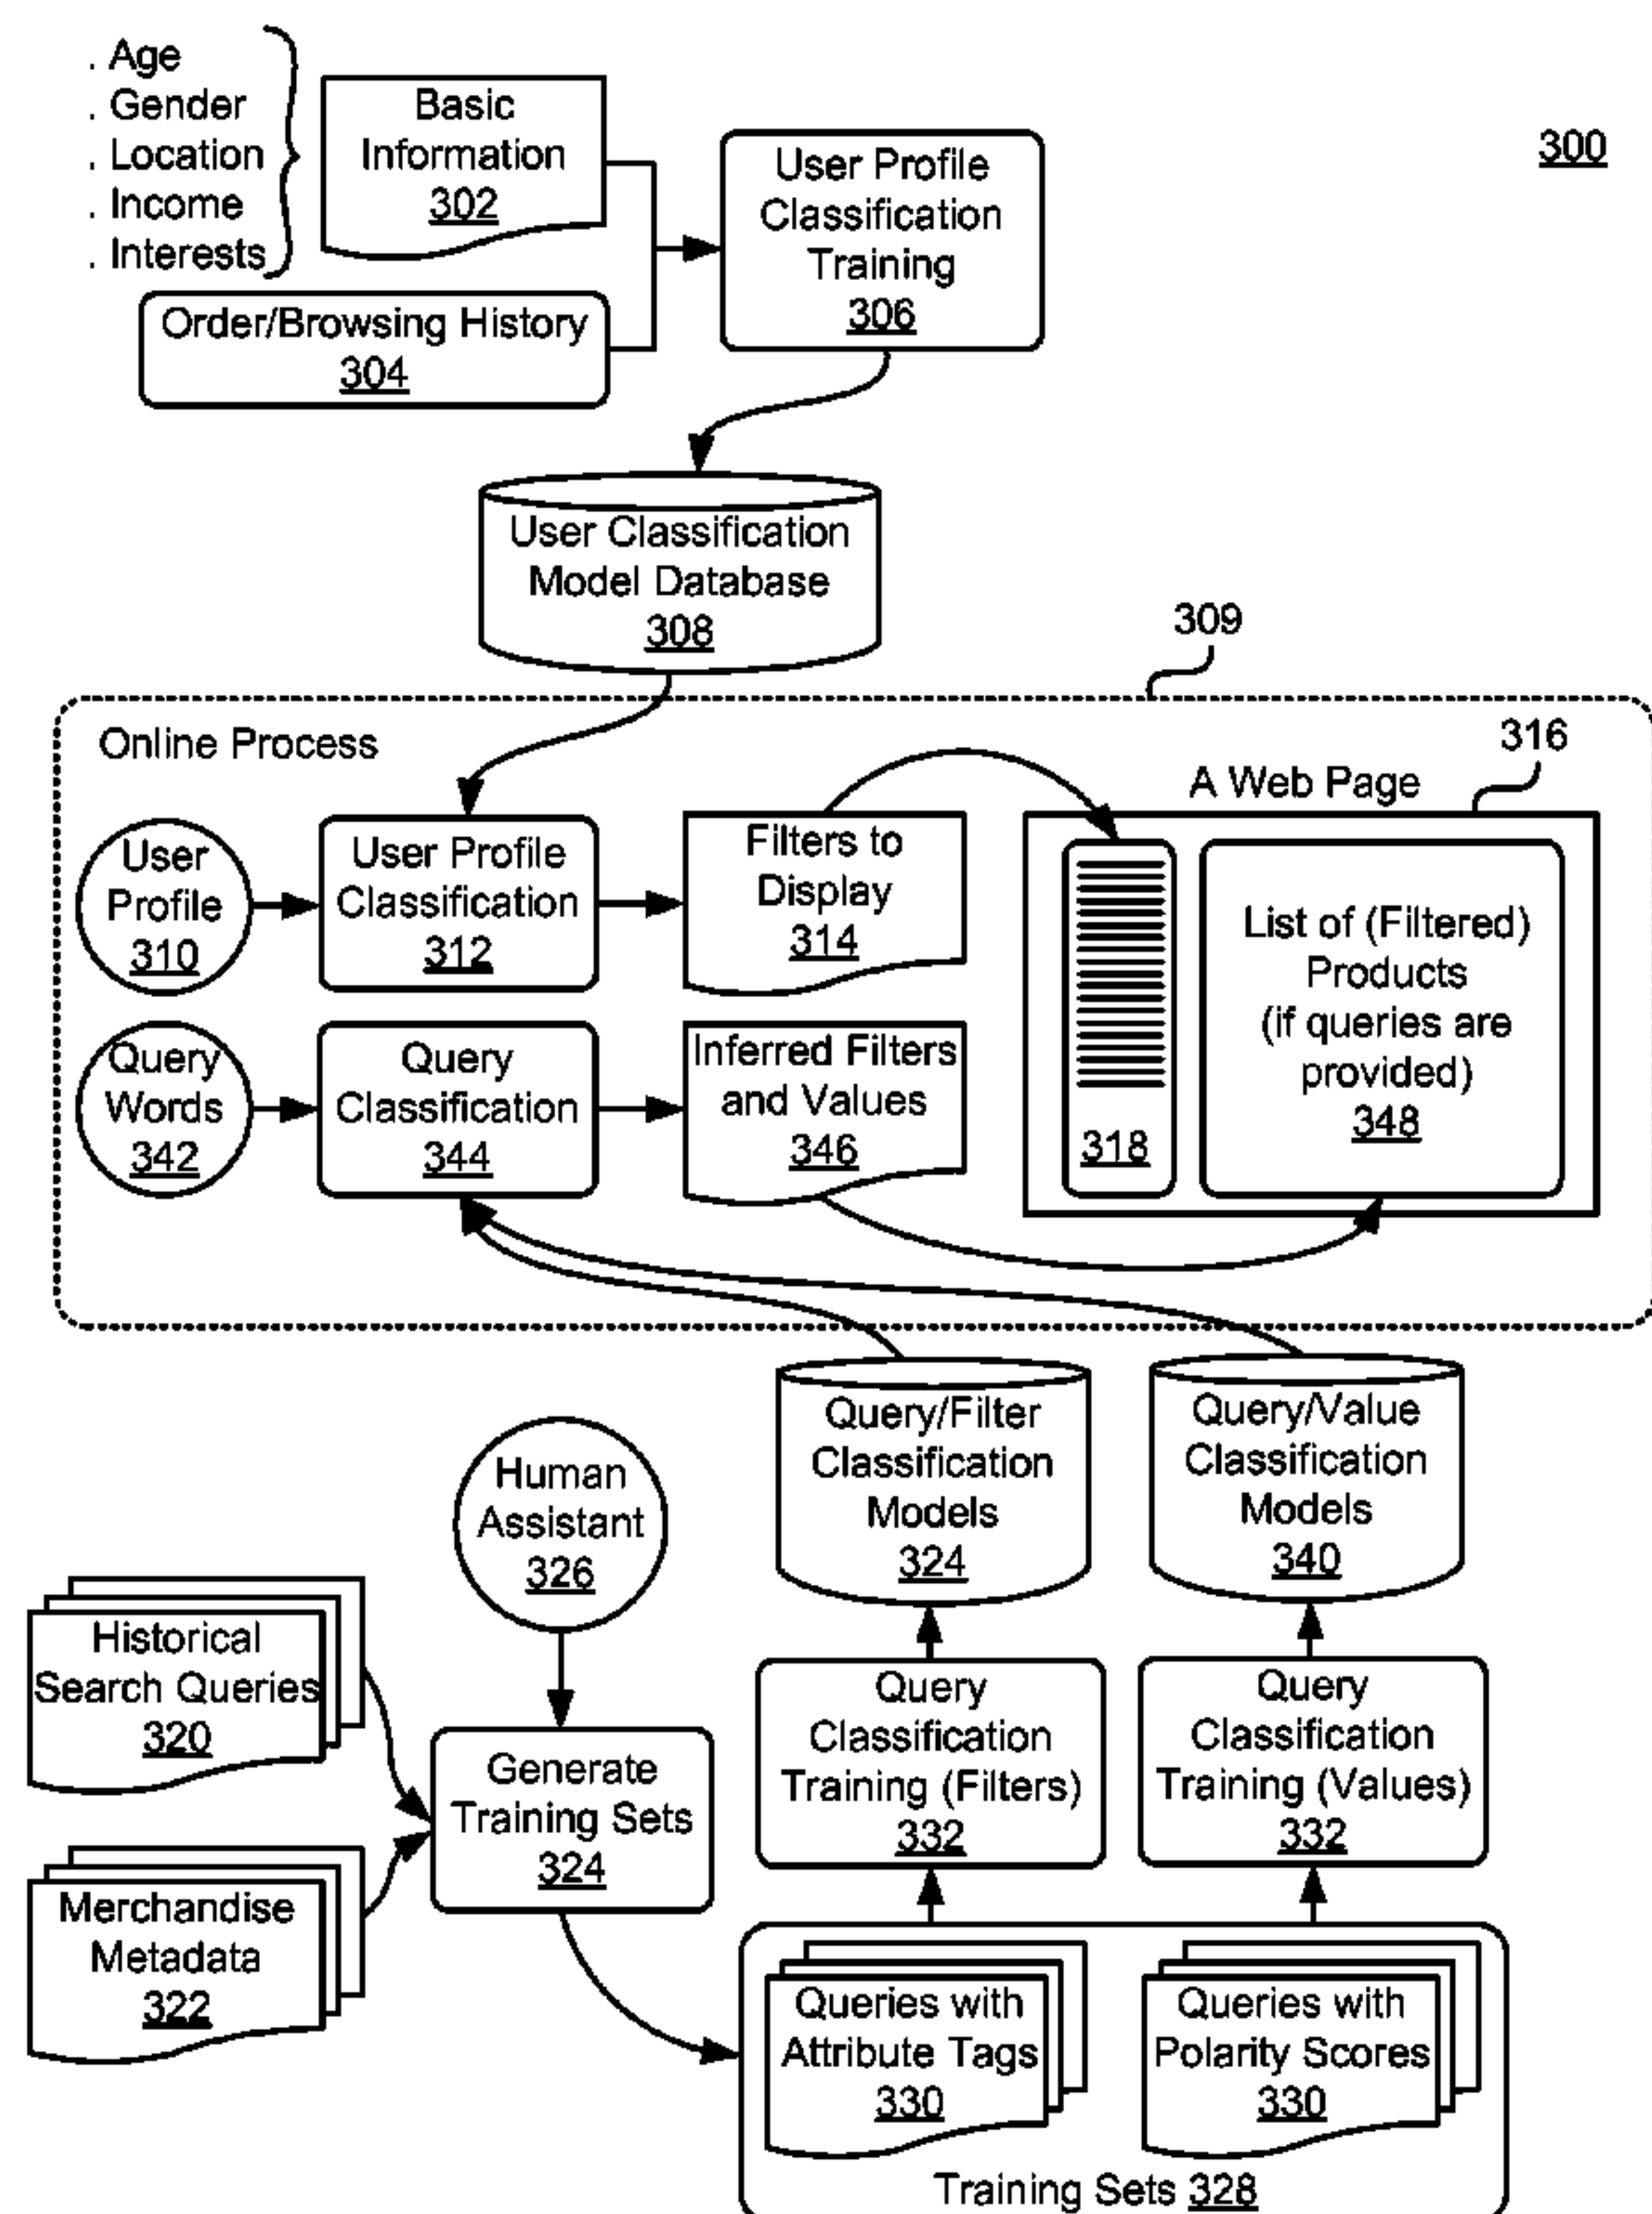 . Age
. Gender
. Location
. Income
. Interests
Basic
Information
302
Order/Browsing History
304
User Profile
Classification
Training
306
300
User Classification
Model Database
308
309
Online Process
User
Profile
310
User Profile
Classification
312
Filters to
Display
314
A Web Page
316
318
List of (Filtered)
Products
(if queries are
provided)
348
Query
Words
342
Query
Classification
344
Inferred Filters
and Values
346
Query/Filter
Classification
Models
324
Query/Value
Classification
Models
340
Human
Assistant
326
Historical
Search Queries
320
Merchandise
Metadata
322
Generate
Training Sets
324
Query
Classification
Training (Filters)
332
Query
Classification
Training (Values)
332
Queries with
Attribute Tags
330
Queries with
Polarity Scores
330
Training Sets 328